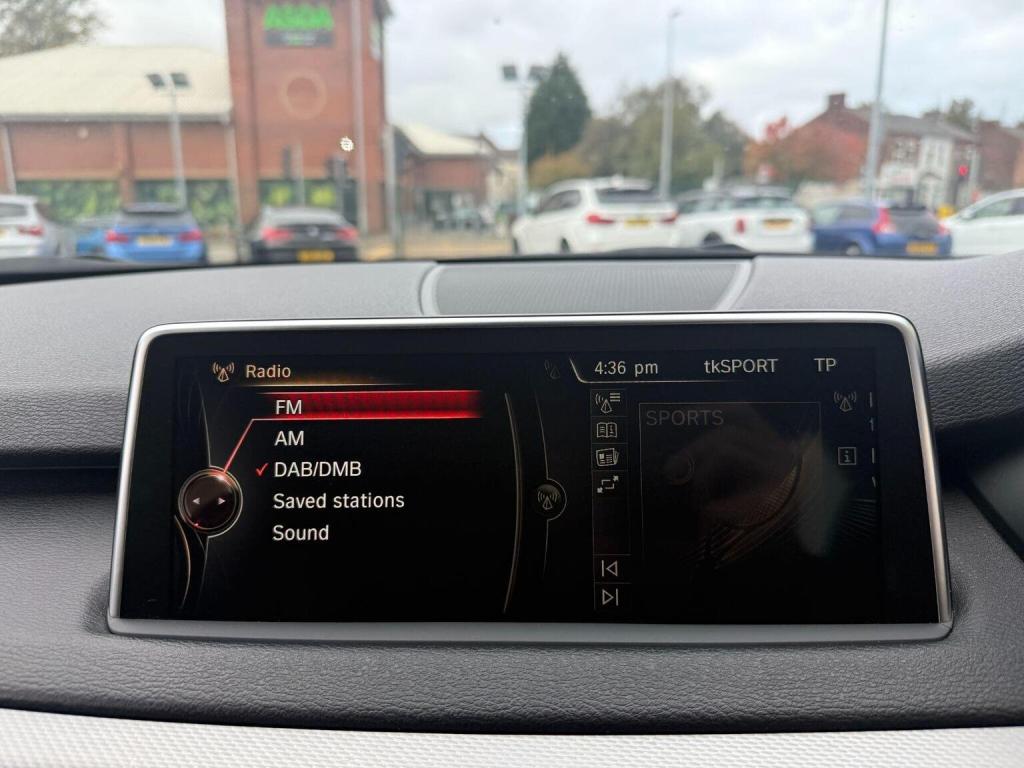 ASDA
Radio
4:36 pm
tkSPORT
TP
FM
AM
DAB/DMB
Saved stations
Sound
SPORTS